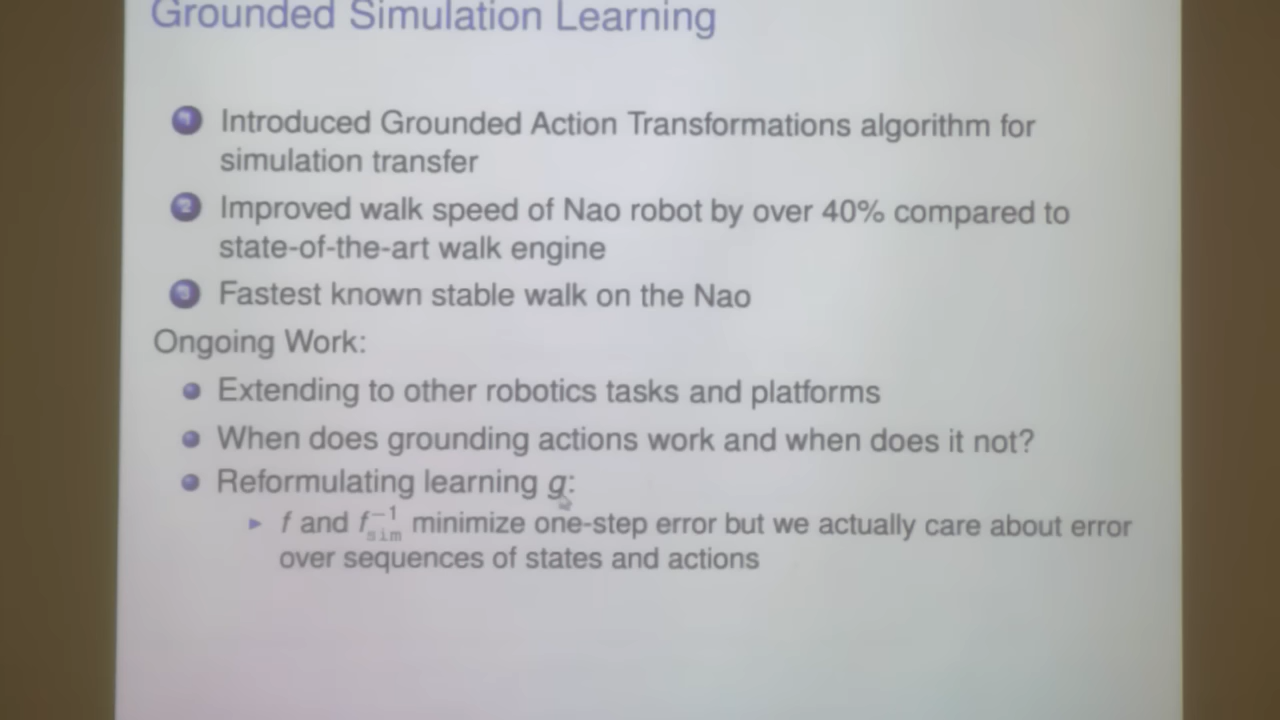 Grounded Simulation Learning
1 Introduced Grounded Action Transformations algorithm for
simulation transfer
2 Improved walk speed of Nao robot by over 40% compared to
state-of-the-art walk engine
3 Fastest known stable walk on the Nao
Ongoing Work:
Extending to other robotics tasks and platforms
When does grounding actions work and when does it not?
Reformulating learning g:
f and f⁻¹sim minimize one-step error but we actually care about error
over sequences of states and actions